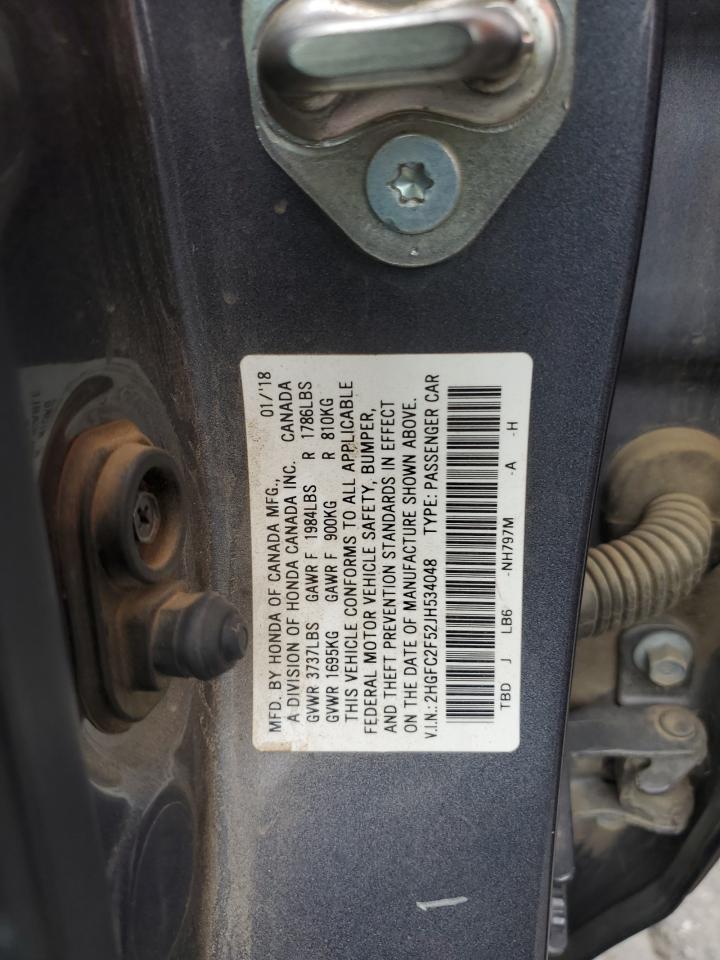 MFD. BY HONDA OF CANADA MFG., 01/'18
A DIVISION OF HONDA CANADA INC. CANADA
GVWR 3737LBS GAWR F 1984LBS R 1786LBS
GVWR 1695KG GAWR F 900KG R 810KG
THIS VEHICLE CONFORMS TO ALL APPLICABLE
FEDERAL MOTOR VEHICLE SAFETY, BUMPER,
AND THEFT PREVENTION STANDARDS IN EFFECT
ON THE DATE OF MANUFACTURE SHOWN ABOVE.
V.I.N.: 2HGFC2F52JH534048 TYPE: PASSENGER CAR
TBD J LB6 -NH797M -A -H